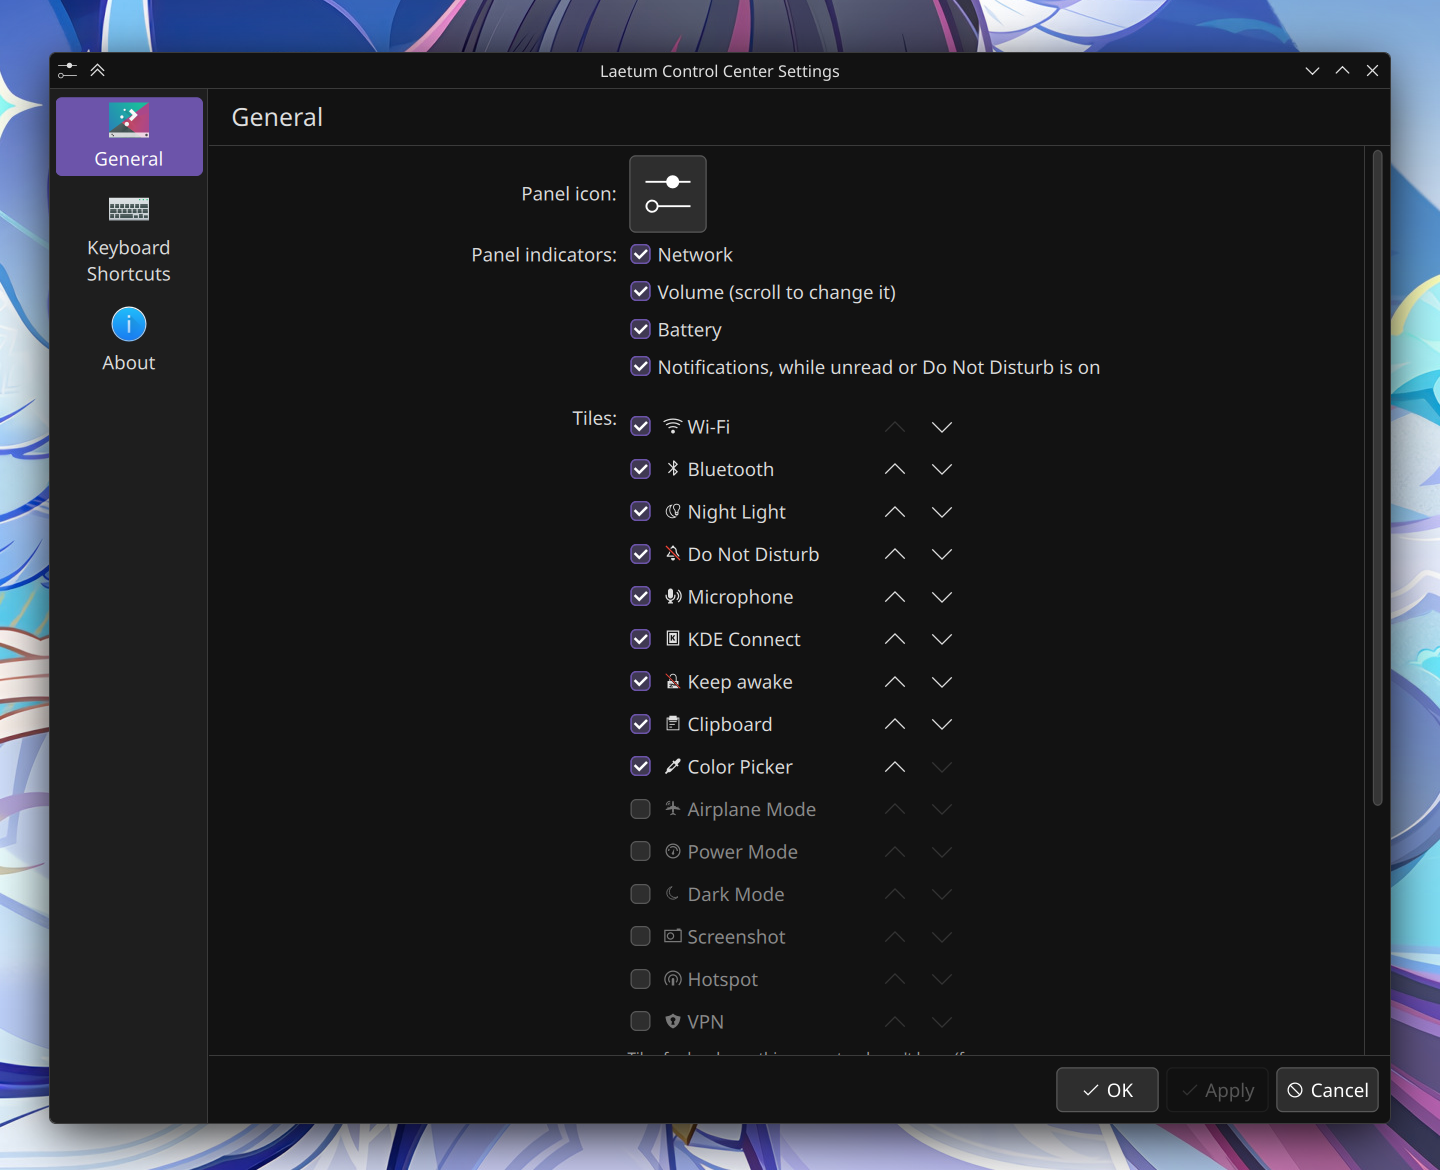 Laetum Control Center Settings
General
General
Keyboard
Shortcuts
About
Panel icon:
Panel indicators:
Network
Volume (scroll to change it)
Battery
Notifications, while unread or Do Not Disturb is on
Tiles:
Wi-Fi
Bluetooth
Night Light
Do Not Disturb
Microphone
KDE Connect
Keep awake
Clipboard
Color Picker
Airplane Mode
Power Mode
Dark Mode
Screenshot
Hotspot
VPN
OK
Apply
Cancel